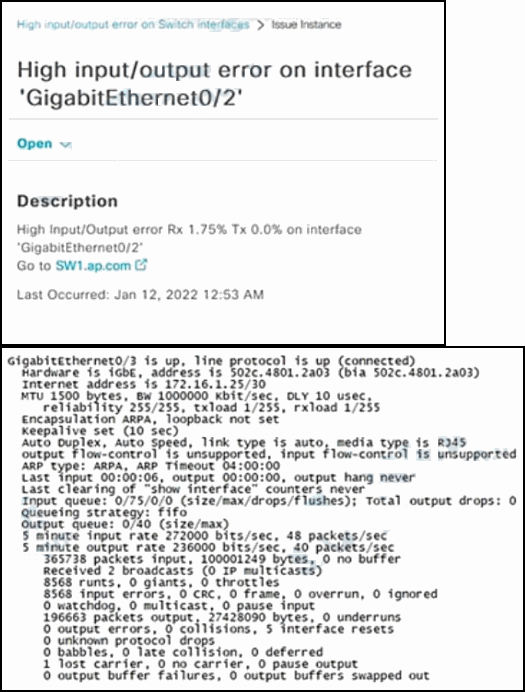 High input/output error on Switch interfaces > Issue Instance
High input/output error on interface
'GigabitEthernet0/2'
Open
Description
High Input/Output error Rx 1.75% Tx 0.0% on interface
'GigabitEthernet0/2'
Go to SW1.ap.com
Last Occurred: Jan 12, 2022 12:53 AM
GigabitEthernet0/3 is up, line protocol is up (connected)
Hardware is iGbE, address is 502c.4801.2a03 (bia 502c.4801.2a03)
Internet address is 172.16.1.25/30
MTU 1500 bytes, BW 1000000 Kbit/sec, DLY 10 usec,
reliability 255/255, txload 1/255, rxload 1/255
Encapsulation ARPA, loopback not set
Keepalive set (10 sec)
Auto Duplex, Auto Speed, link type is auto, media type is RJ45
output flow-control is unsupported, input flow-control is unsupported
ARP type: ARPA, ARP Timeout 04:00:00
Last input 00:00:06, output 00:00:00, output hang never
Last clearing of "show interface" counters never
Input queue: 0/75/0/0 (size/max/drops/flushes); Total output drops: 0
Queueing strategy: fifo
Output queue: 0/40 (size/max)
5 minute input rate 272000 bits/sec, 48 packets/sec
5 minute output rate 236000 bits/sec, 40 packets/sec
365738 packets input, 100001249 bytes, 0 no buffer
Received 2 broadcasts (0 IP multicasts)
8568 runts, 0 giants, 0 throttles
8568 input errors, 0 CRC, 0 frame, 0 overrun, 0 ignored
0 watchdog, 0 multicast, 0 pause input
196663 packets output, 27428090 bytes, 0 underruns
0 output errors, 0 collisions, 5 interface resets
0 unknown protocol drops
0 babbles, 0 late collision, 0 deferred
1 lost carrier, 0 no carrier, 0 pause output
0 output buffer failures, 0 output buffers swapped out